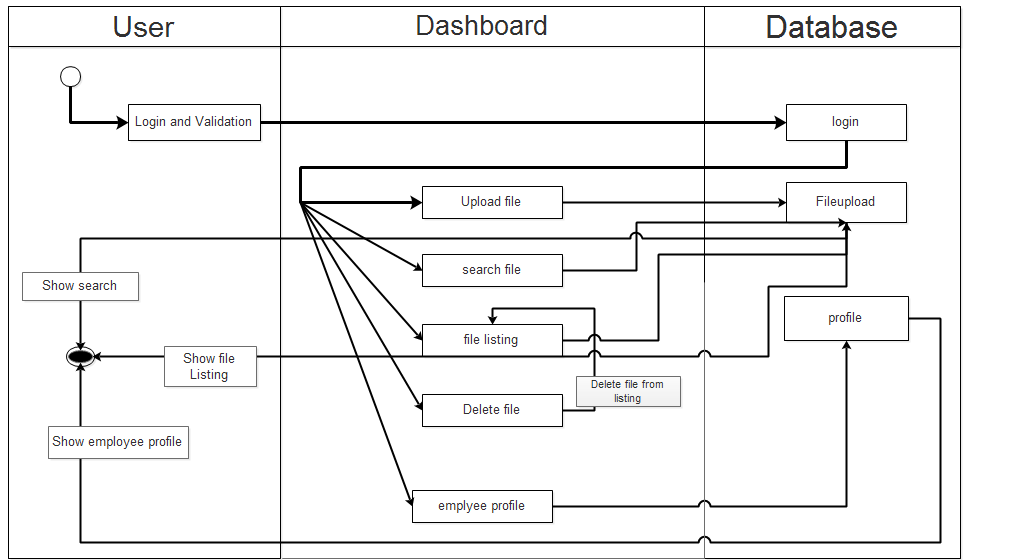 User
Dashboard
Database
Login and Validation
login
Upload file
Fileupload
search file
Show search
profile
file listing
Show file
Listing
Delete file from
listing
Delete file
Show employee profile
emplyee profile